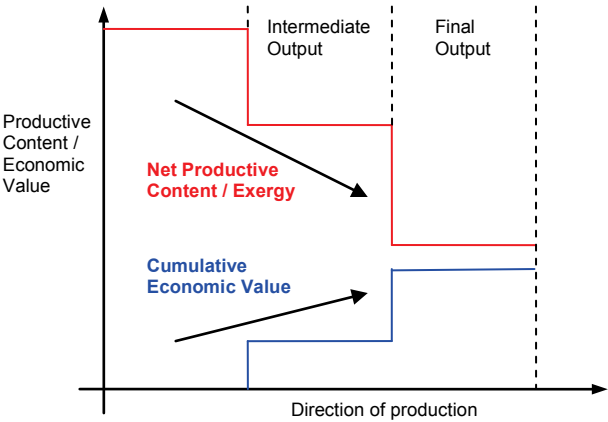 Intermediate
Output
Final
Output
Productive
Content /
Economic
Value
Net Productive
Content / Exergy
Cumulative
Economic Value
Direction of production